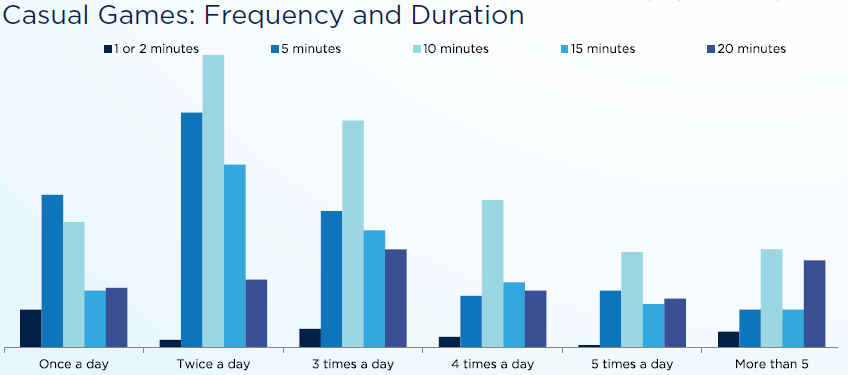 Casual Games: Frequency and Duration
1 or 2 minutes 5 minutes 10 minutes 15 minutes 20 minutes
Once a day Twice a day 3 times a day 4 times a day 5 times a day More than 5